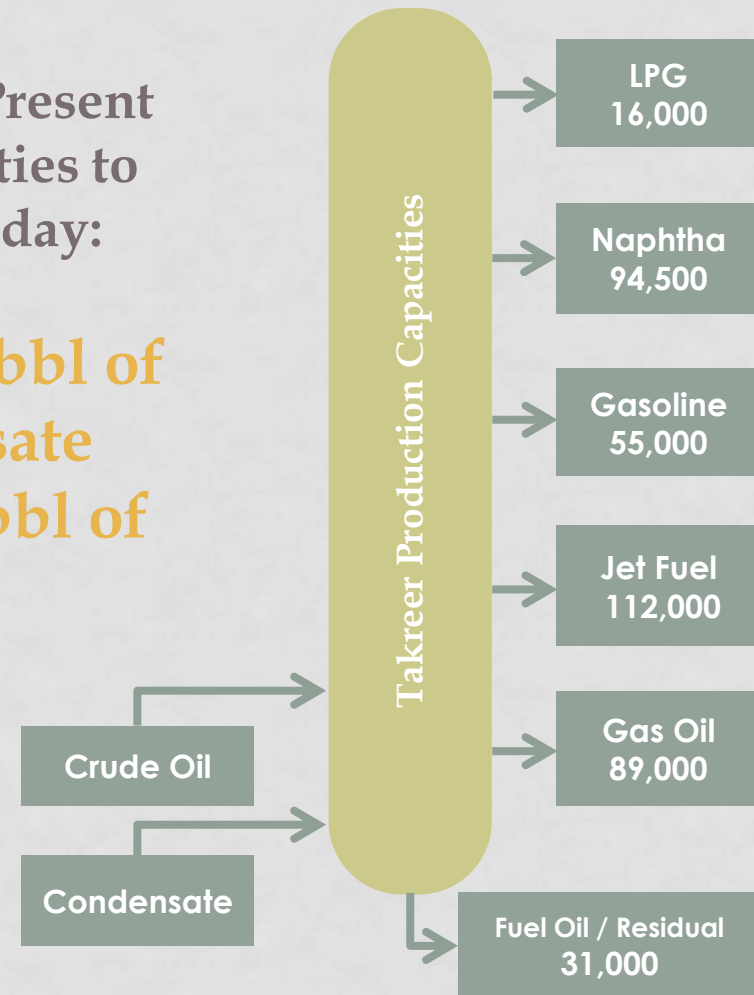 Present
ties to
day:
bbl of
sate
bbl of
Takreer Production Capacities
LPG
16,000
Naphtha
94,500
Gasoline
55,000
Jet Fuel
112,000
Gas Oil
89,000
Crude Oil
Condensate
Fuel Oil / Residual
31,000